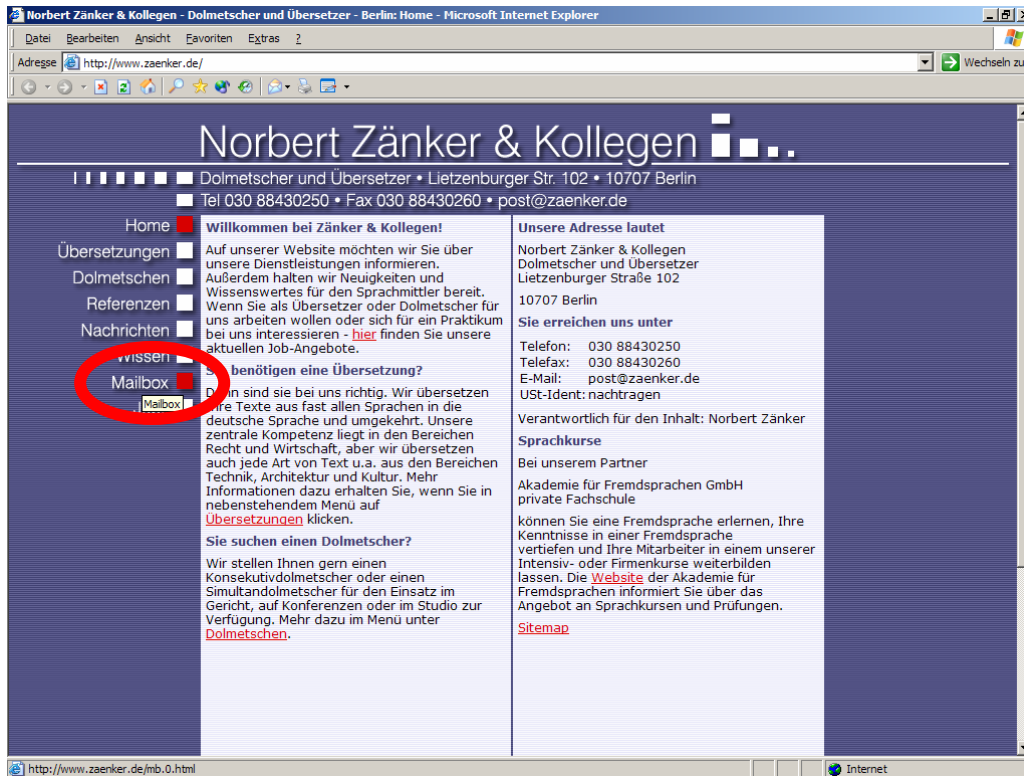 Norbert Zänker & Kollegen - Dolmetscher und Übersetzer - Berlin: Home - Microsoft Internet Explorer
Datei Bearbeiten Ansicht Favoriten Extras ?
Adresse http://www.zaenker.de/ Wechseln zu
Norbert Zänker & Kollegen
Dolmetscher und Übersetzer • Lietzenburger Str. 102 • 10707 Berlin
Tel 030 88430250 • Fax 030 88430260 • post@zaenker.de
Home
Übersetzungen
Dolmetschen
Referenzen
Nachrichten
Wissen
Mailbox
Mailbox
Willkommen bei Zänker & Kollegen!
Auf unserer Website möchten wir Sie über
unsere Dienstleistungen informieren.
Außerdem halten wir Neuigkeiten und
Wissenswertes für den Sprachmittler bereit.
Wenn Sie als Übersetzer oder Dolmetscher für
uns arbeiten wollen oder sich für ein Praktikum
bei uns interessieren - hier finden Sie unsere
aktuellen Job-Angebote.
benötigen eine Übersetzung?
sind sie bei uns richtig. Wir übersetzen
Texte aus fast allen Sprachen in die
deutsche Sprache und umgekehrt. Unsere
zentrale Kompetenz liegt in den Bereichen
Recht und Wirtschaft, aber wir übersetzen
auch jede Art von Text u.a. aus den Bereichen
Technik, Architektur und Kultur. Mehr
Informationen dazu erhalten Sie, wenn Sie in
nebenstehendem Menü auf
Übersetzungen klicken.
Sie suchen einen Dolmetscher?
Wir stellen Ihnen gern einen
Konsekutivdolmetscher oder einen
Simultandolmetscher für den Einsatz im
Gericht, auf Konferenzen oder im Studio zur
Verfügung. Mehr dazu im Menü unter
Dolmetschen.
Unsere Adresse lautet
Norbert Zänker & Kollegen
Dolmetscher und Übersetzer
Lietzenburger Straße 102
10707 Berlin
Sie erreichen uns unter
Telefon: 030 88430250
Telefax: 030 88430260
E-Mail: post@zaenker.de
USt-Ident: nachtragen
Verantwortlich für den Inhalt: Norbert Zänker
Sprachkurse
Bei unserem Partner
Akademie für Fremdsprachen GmbH
private Fachschule
können Sie eine Fremdsprache erlernen, Ihre
Kenntnisse in einer Fremdsprache
vertiefen und Ihre Mitarbeiter in einem unserer
Intensiv- oder Firmenkurse weiterbilden
lassen. Die Website der Akademie für
Fremdsprachen informiert Sie über das
Angebot an Sprachkursen und Prüfungen.
Sitemap
http://www.zaenker.de/mb.0.html Internet